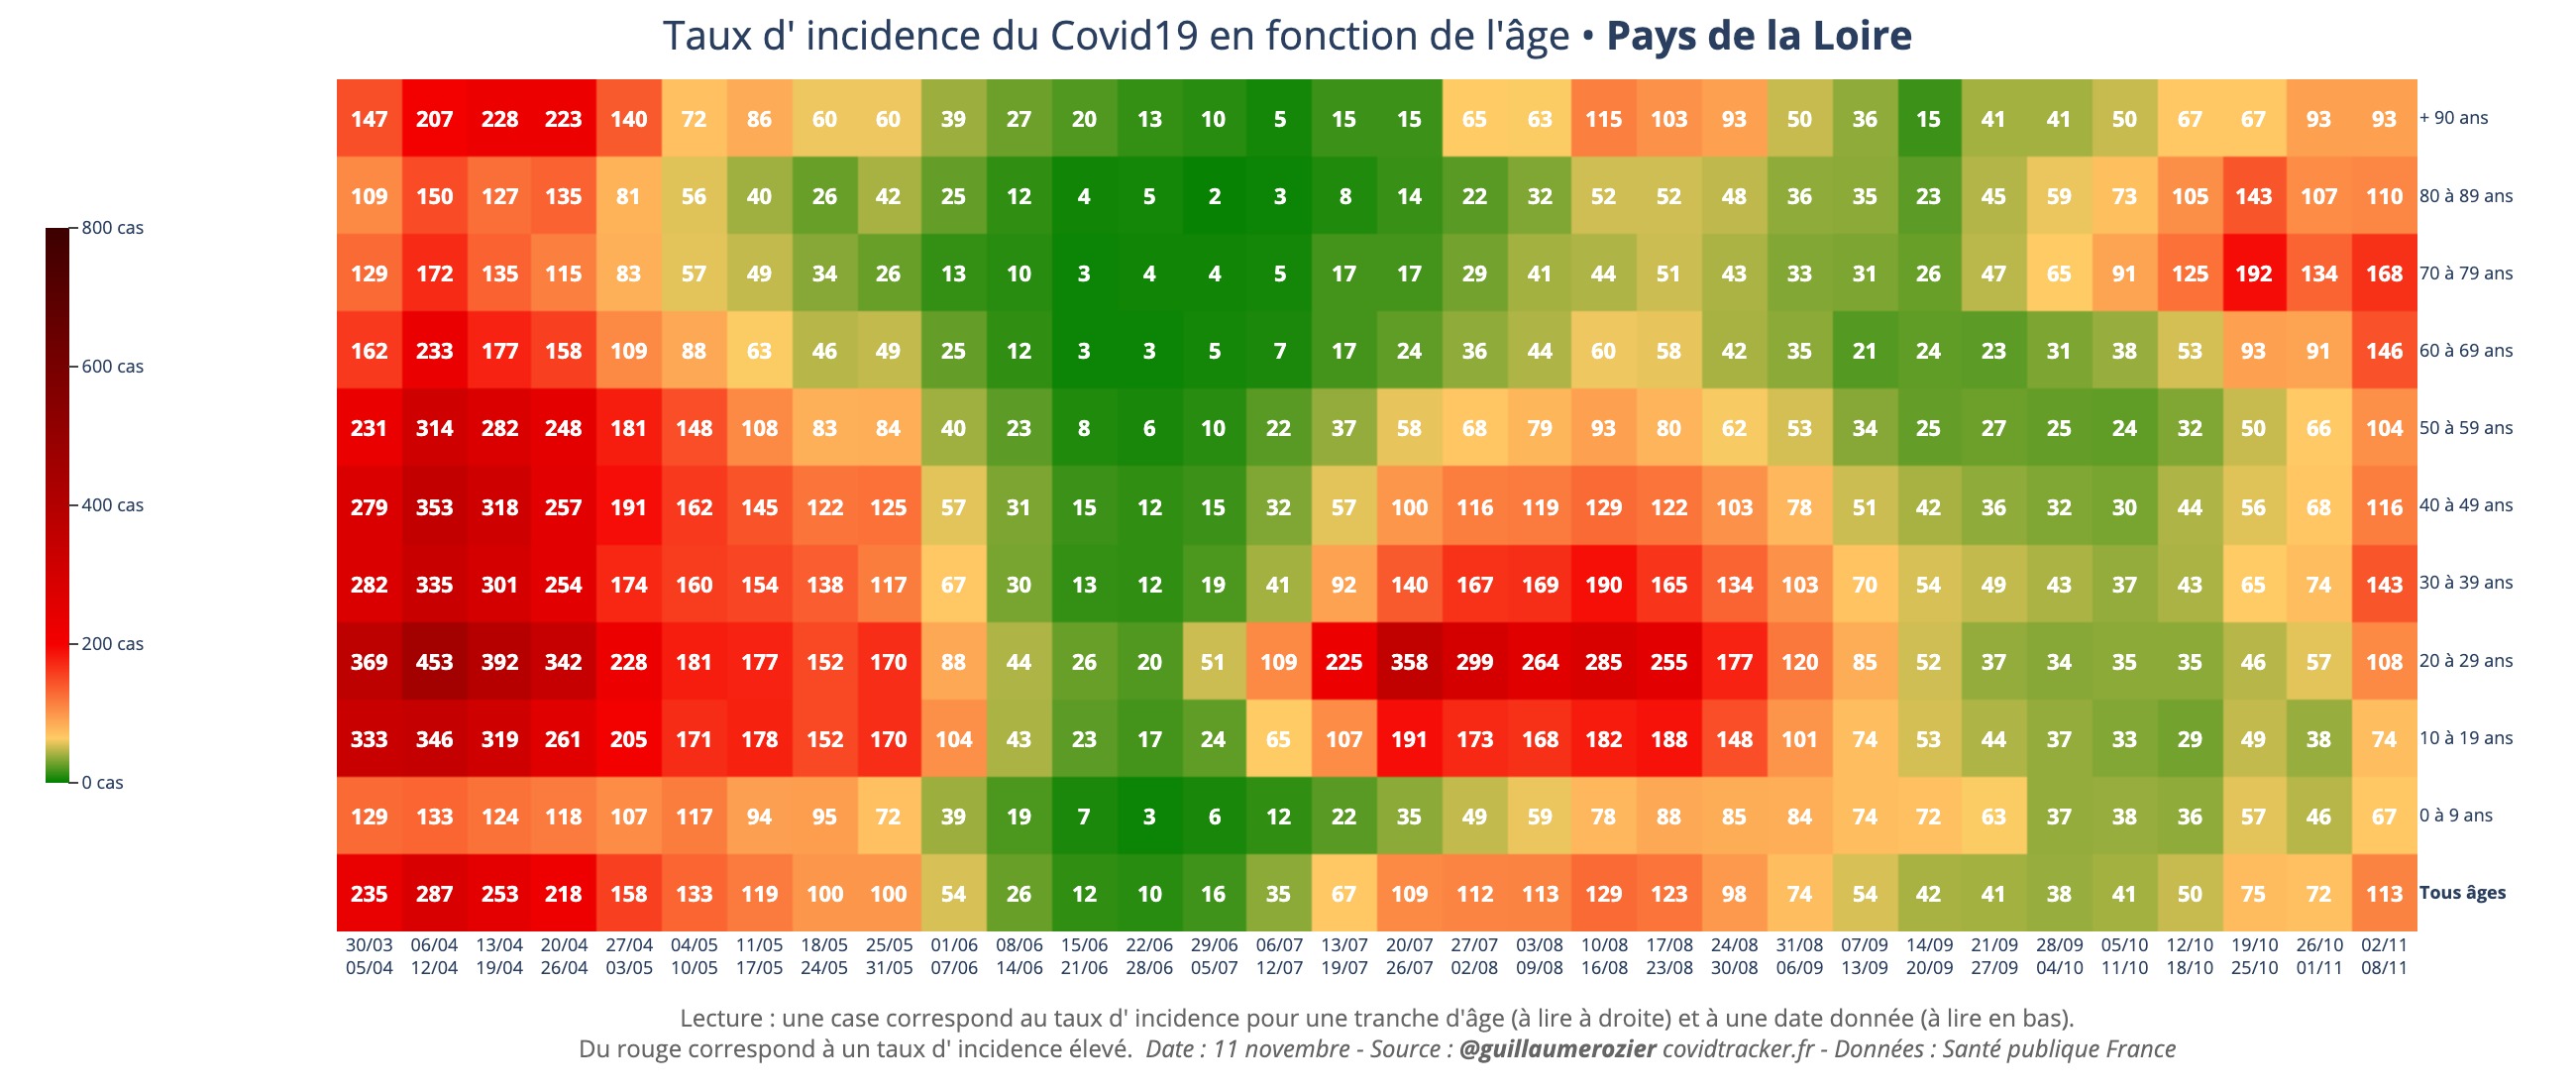 Taux d' incidence du Covid19 en fonction de l'âge • Pays de la Loire
800 cas
600 cas
400 cas
200 cas
0 cas
147 207 228 223 140 72 86 60 60 39 27 20 13 10 5 15 15 65 63 115 103 93 50 36 15 41 41 50 67 67 93 93 + 90 ans
109 150 127 135 81 56 40 26 42 25 12 4 5 2 3 8 14 22 32 52 52 48 36 35 23 45 59 73 105 143 107 110 80 à 89 ans
129 172 135 115 83 57 49 34 26 13 10 3 4 4 5 17 17 29 41 44 51 43 33 31 26 47 65 91 125 192 134 168 70 à 79 ans
162 233 177 158 109 88 63 46 49 25 12 3 3 5 7 17 24 36 44 60 58 42 35 21 24 23 31 38 53 93 91 146 60 à 69 ans
231 314 282 248 181 148 108 83 84 40 23 8 6 10 22 37 58 68 79 93 80 62 53 34 25 27 25 24 32 50 66 104 50 à 59 ans
279 353 318 257 191 162 145 122 125 57 31 15 12 15 32 57 100 116 119 129 122 103 78 51 42 36 32 30 44 56 68 116 40 à 49 ans
282 335 301 254 174 160 154 138 117 67 30 13 12 19 41 92 140 167 169 190 165 134 103 70 54 49 43 37 43 65 74 143 30 à 39 ans
369 453 392 342 228 181 177 152 170 88 44 26 20 51 109 225 358 299 264 285 255 177 120 85 52 37 34 35 35 46 57 108 20 à 29 ans
333 346 319 261 205 171 178 152 170 104 43 23 17 24 65 107 191 173 168 182 188 148 101 74 53 44 37 33 29 49 38 74 10 à 19 ans
129 133 124 118 107 117 94 95 72 39 19 7 3 6 12 22 35 49 59 78 88 85 84 74 72 63 37 38 36 57 46 67 0 à 9 ans
235 287 253 218 158 133 119 100 100 54 26 12 10 16 35 67 109 112 113 129 123 98 74 54 42 41 38 41 50 75 72 113 Tous âges
30/03 06/04 13/04 20/04 27/04 04/05 11/05 18/05 25/05 01/06 08/06 15/06 22/06 29/06 06/07 13/07 20/07 27/07 03/08 10/08 17/08 24/08 31/08 07/09 14/09 21/09 28/09 05/10 12/10 19/10 26/10 02/11
05/04 12/04 19/04 26/04 03/05 10/05 17/05 24/05 31/05 07/06 14/06 21/06 28/06 05/07 12/07 19/07 26/07 02/08 09/08 16/08 23/08 30/08 06/09 13/09 20/09 27/09 04/10 11/10 18/10 25/10 01/11 08/11
Lecture : une case correspond au taux d' incidence pour une tranche d'âge (à lire à droite) et à une date donnée (à lire en bas).
Du rouge correspond à un taux d' incidence élevé. Date : 11 novembre - Source : @guillaumerozier covidtracker.fr - Données : Santé publique France